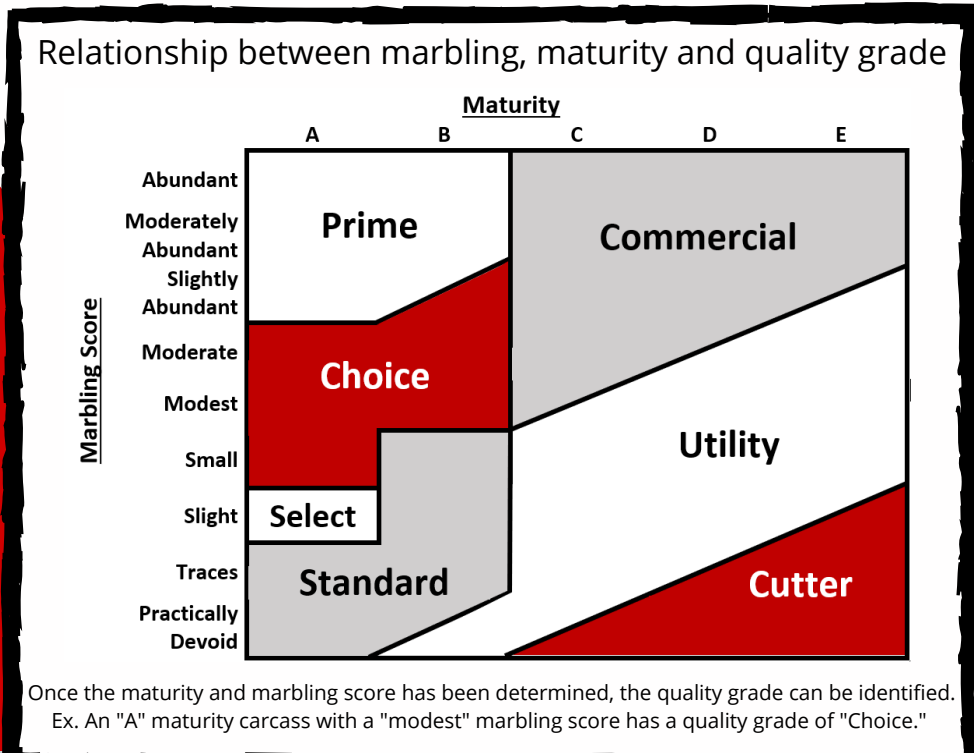 Relationship between marbling, maturity and quality grade
Maturity
A B C D E
Marbling Score
Abundant
Moderately
Abundant
Slightly
Abundant
Moderate
Modest
Small
Slight
Traces
Practically
Devoid
Prime
Commercial
Choice
Utility
Select
Standard
Cutter
Once the maturity and marbling score has been determined, the quality grade can be identified.
Ex. An "A" maturity carcass with a "modest" marbling score has a quality grade of "Choice."